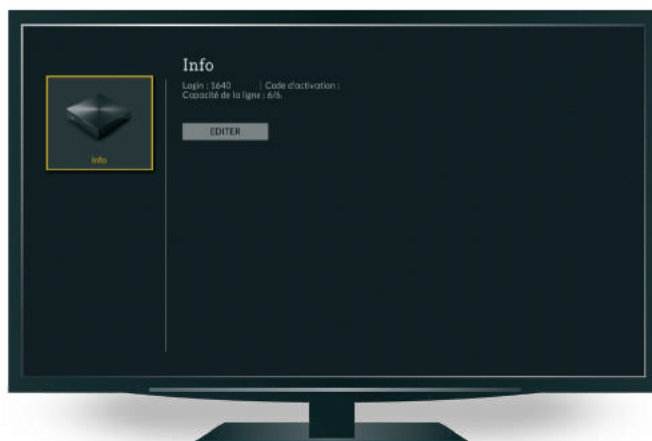 Info
Login : 1640 | Code d'activation :
Capacité de la ligne : 6/6.
EDITER
Info